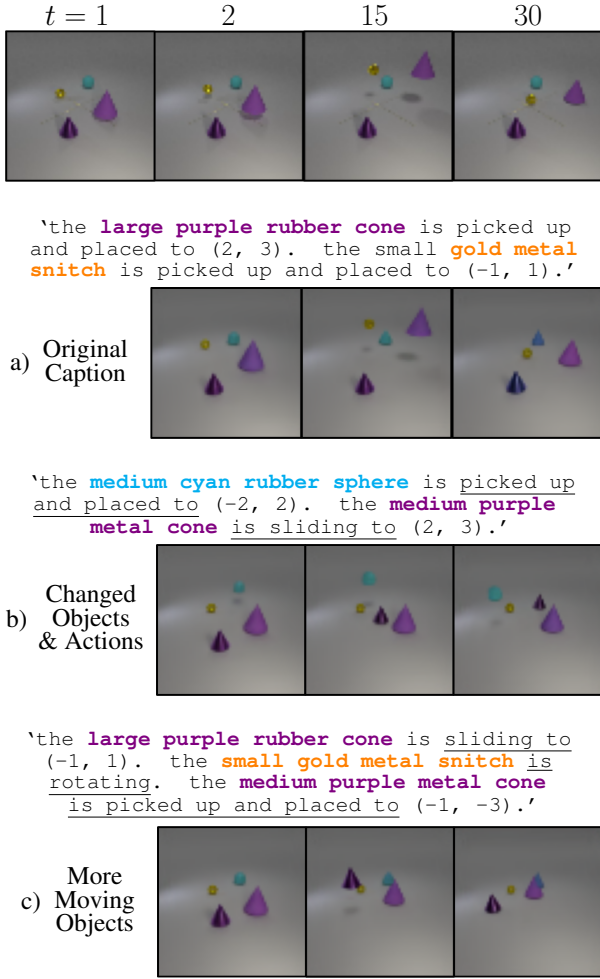 t = 1 2 15 30
‘the large purple rubber cone is picked up
and placed to (2, 3). the small gold metal
snitch is picked up and placed to (-1, 1).’
a) Original
Caption
‘the medium cyan rubber sphere is picked up
and placed to (-2, 2). the medium purple
metal cone is sliding to (2, 3).’
b) Changed
Objects
& Actions
‘the large purple rubber cone is sliding to
(-1, 1). the small gold metal snitch is
rotating. the medium purple metal cone
is picked up and placed to (-1, -3).’
c) More
Moving
Objects